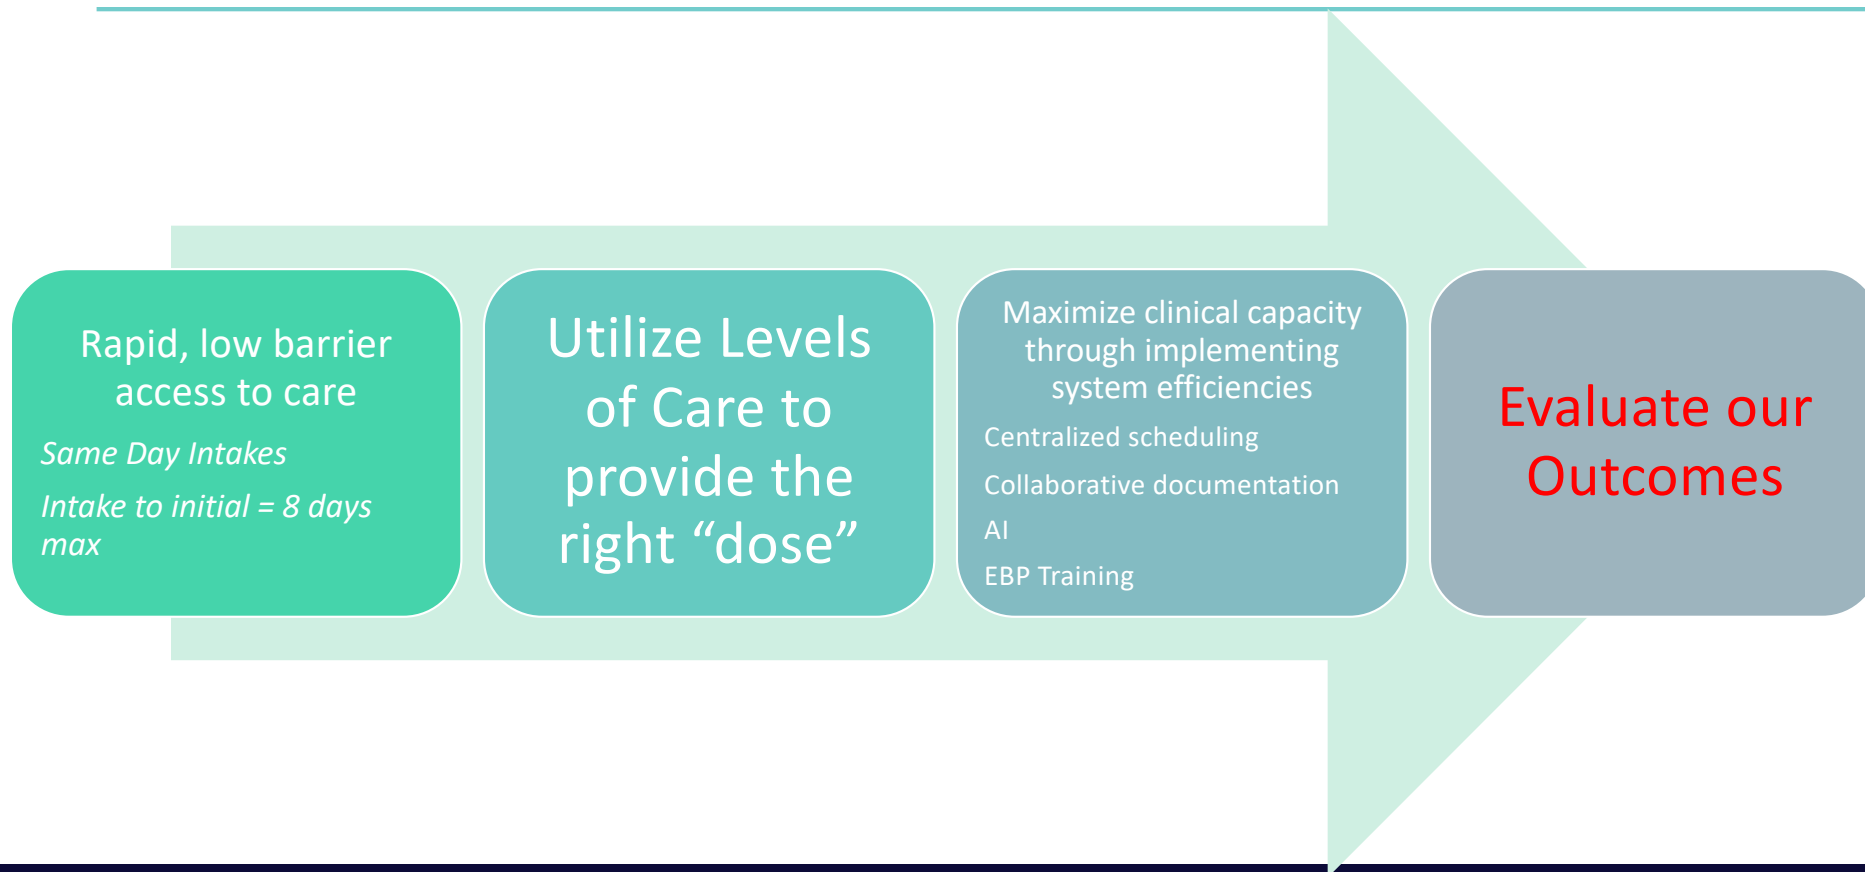 Rapid, low barrier
access to care
Same Day Intakes
Intake to initial = 8 days
max
Utilize Levels
of Care to
provide the
right “dose”
Maximize clinical capacity
through implementing
system efficiencies
Centralized scheduling
Collaborative documentation
AI
EBP Training
Evaluate our
Outcomes